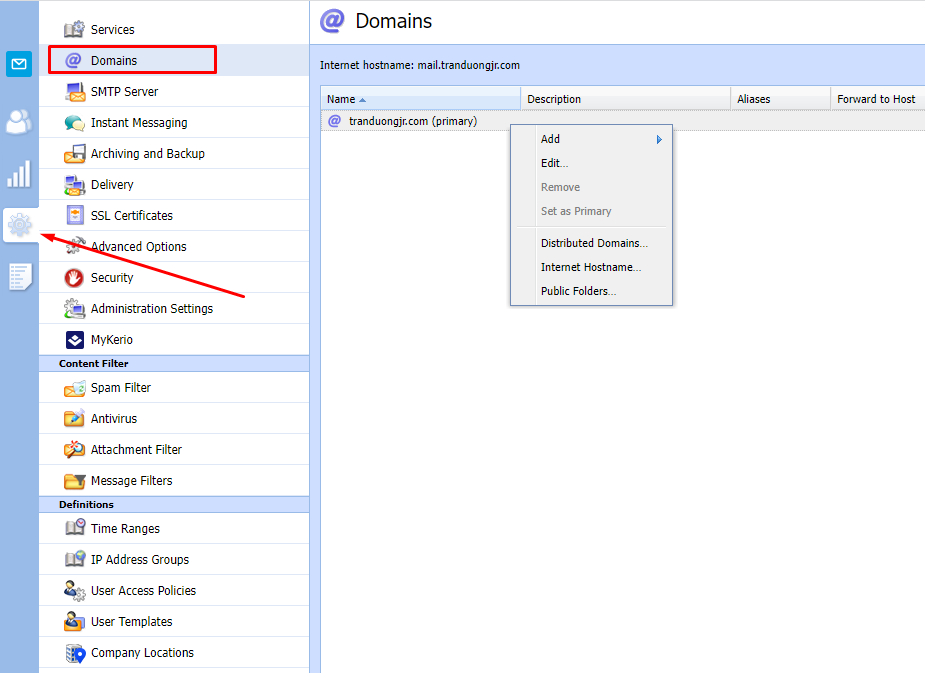 Services
Domains
SMTP Server
Instant Messaging
Archiving and Backup
Delivery
SSL Certificates
Advanced Options
Security
Administration Settings
MyKerio
Content Filter
Spam Filter
Antivirus
Attachment Filter
Message Filters
Definitions
Time Ranges
IP Address Groups
User Access Policies
User Templates
Company Locations
@ Domains
Internet hostname: mail.tranduongjr.com
Name Description Aliases Forward to Host
@ tranduongjr.com (primary)
Add
Edit...
Remove
Set as Primary
Distributed Domains...
Internet Hostname...
Public Folders...